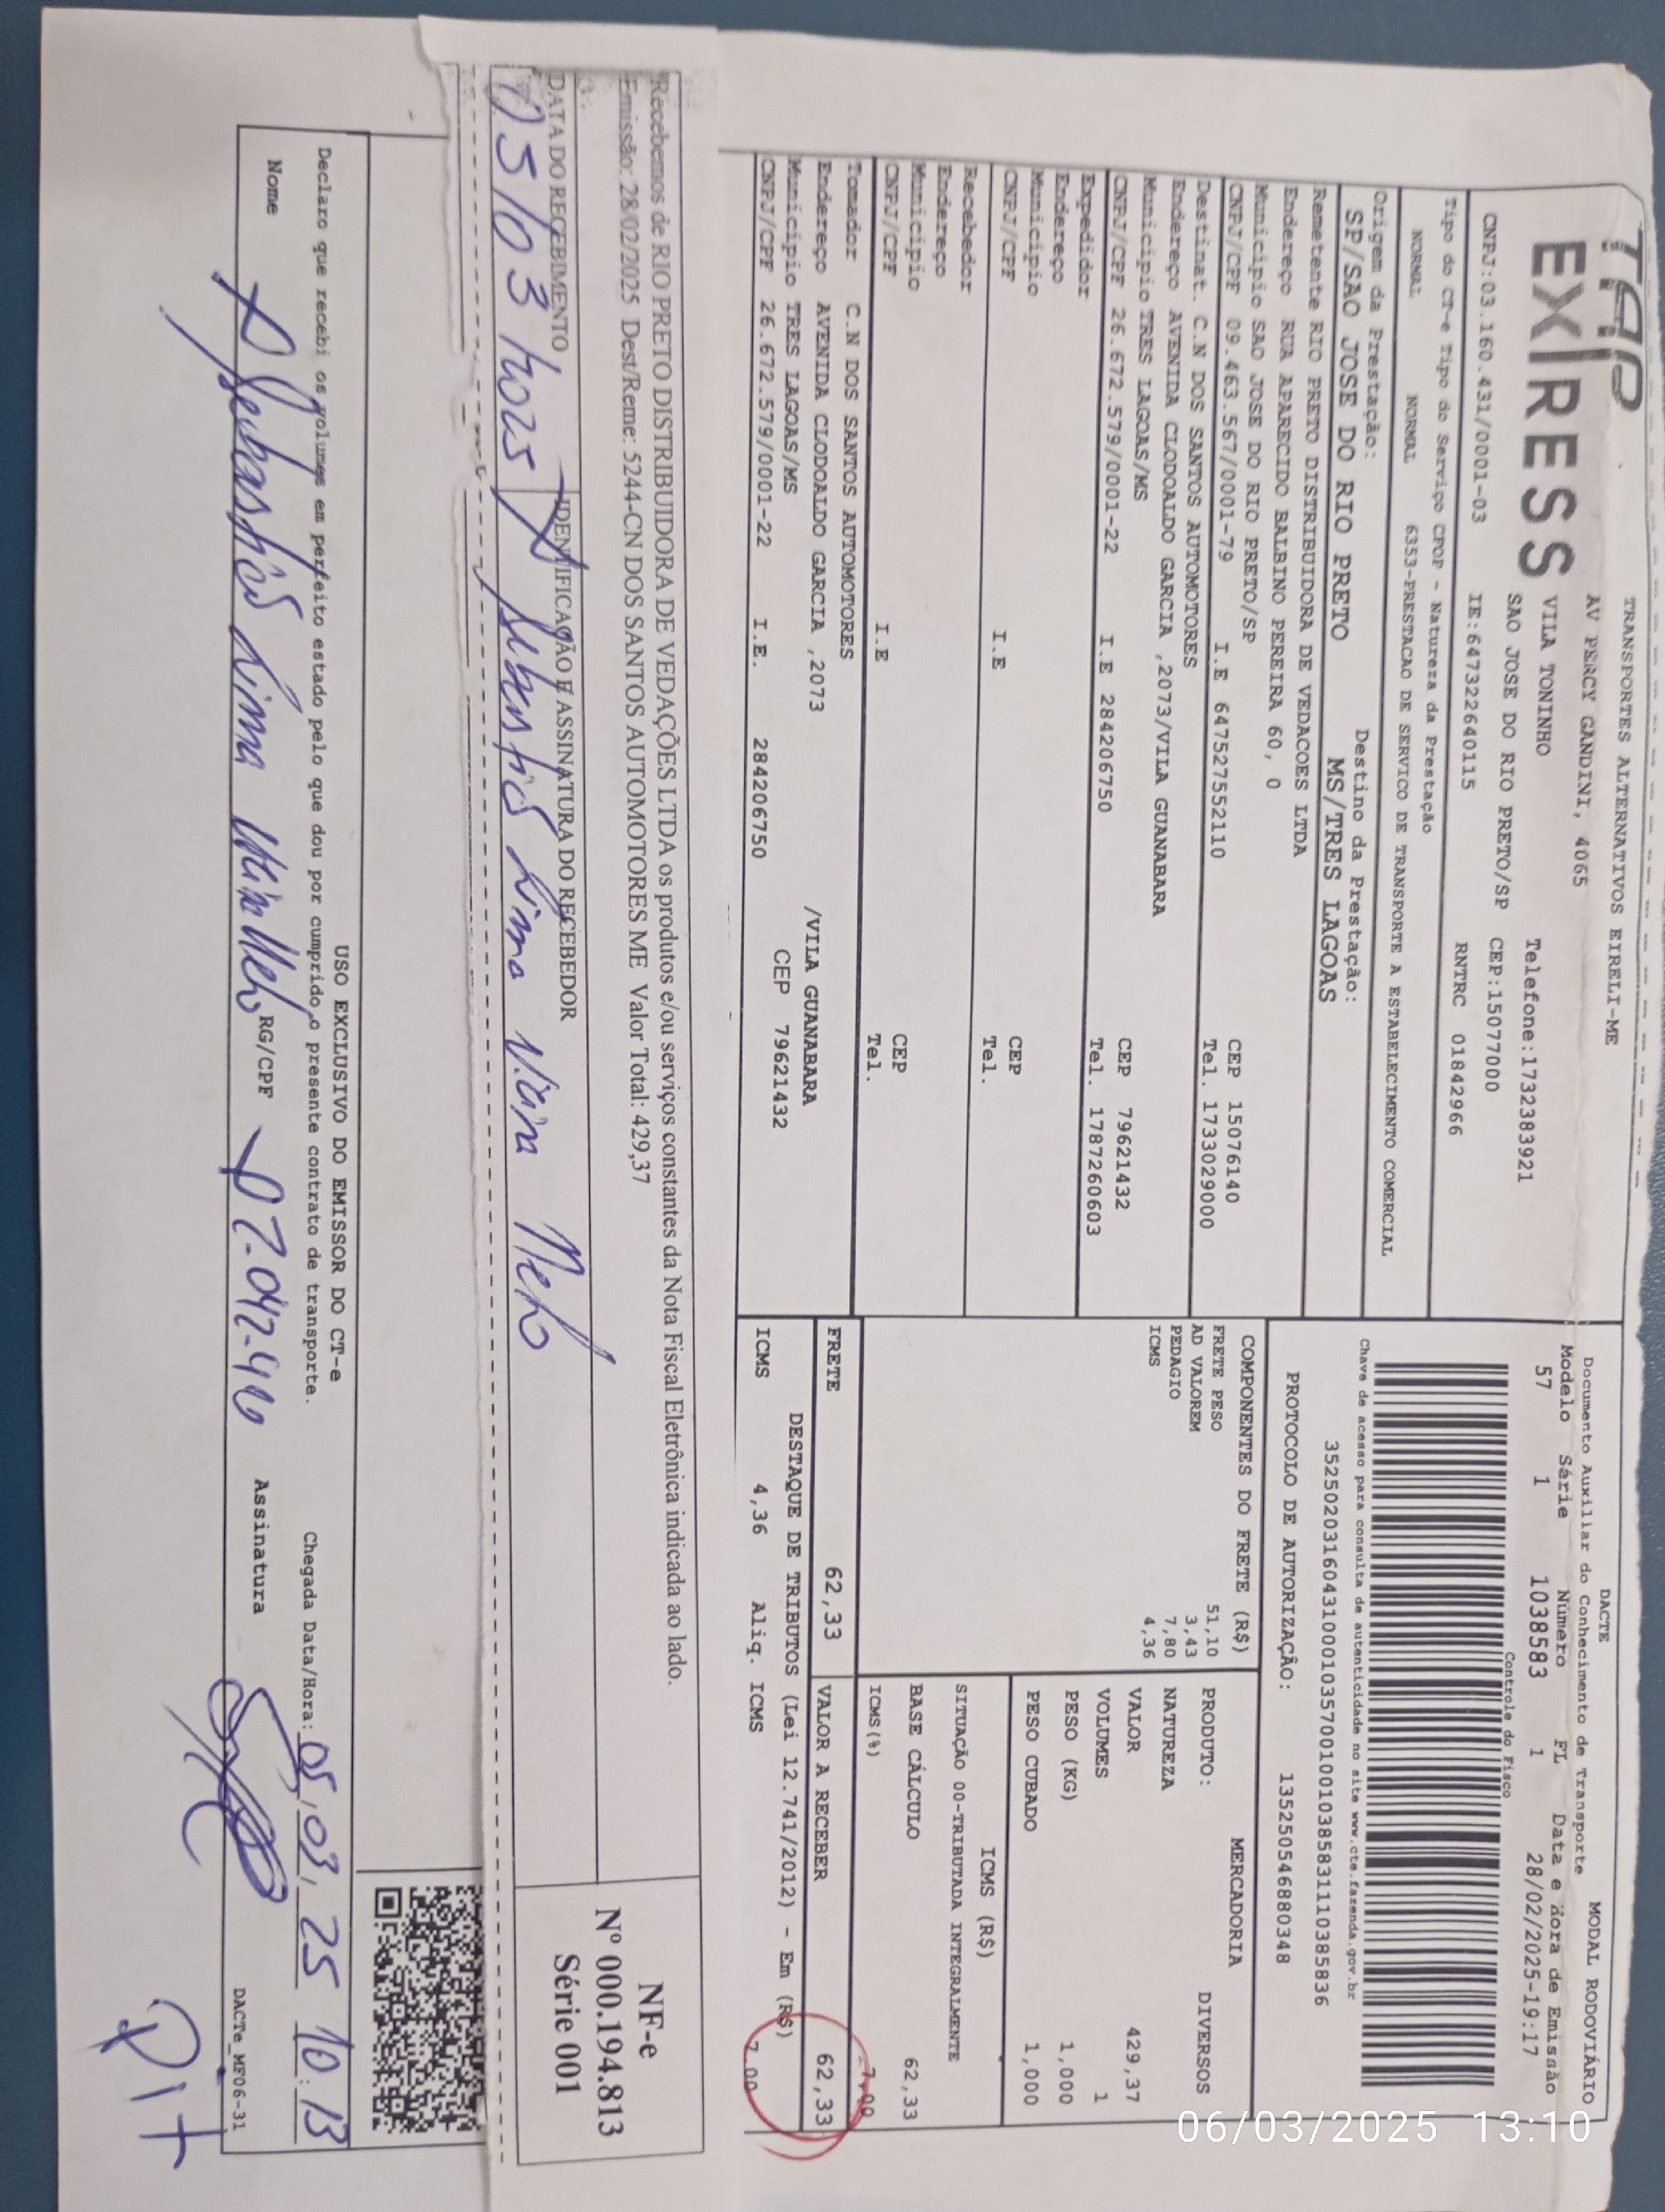 TAP
EXPRESS
TRANSPORTES ALTERNATIVOS EIRELI-ME
AV PERCY GANDINI, 4065
VILA TONINHO Telefone:1732383921
SAO JOSE DO RIO PRETO/SP CEP:15077000
CNPJ:03.160.431/0001-03 IE:647322640115 RNTRC 01842966
Tipo do CT-e Tipo do Serviço CFOP - Natureza da Prestação
NORMAL NORMAL 6353-PRESTACAO DE SERVICO DE TRANSPORTE A ESTABELECIMENTO COMERCIAL
Origem da Prestação: Destino da Prestação:
SP/SAO JOSE DO RIO PRETO MS/TRES LAGOAS
Remetente RIO PRETO DISTRIBUIDORA DE VEDACOES LTDA
Endereço RUA APARECIDO BALBINO PEREIRA 60, 0
Municipio SAO JOSE DO RIO PRETO/SP CEP 15076140
CNPJ/CPF 09.463.567/0001-79 I.E 647527552110 Tel. 1733029000
Destinat. C.N DOS SANTOS AUTOMOTORES
Endereço AVENIDA CLODOALDO GARCIA ,2073/VILA GUANABARA
Municipio TRES LAGOAS/MS CEP 79621432
CNPJ/CPF 26.672.579/0001-22 I.E 284206750 Tel. 1787260603
Expedidor
Endereço
Municipio CEP
CNPJ/CPF I.E Tel.
Recebedor
Endereço
Municipio CEP
CNPJ/CPF I.E Tel.
Tomador C.N DOS SANTOS AUTOMOTORES
Endereço AVENIDA CLODOALDO GARCIA ,2073 /VILA GUANABARA
Municipio TRES LAGOAS/MS CEP 79621432
CNPJ/CPF 26.672.579/0001-22 I.E. 284206750
DACTE MODAL RODOVIÁRIO
Documento Auxiliar do Conhecimento de Transporte
Modelo Série Número FL Data e Hora de Emissão
57 1 103583 1 28/02/2025-19:17
Controle do Fisco
Chave de acesso para consulta de autenticidade no site www.cte.fazenda.gov.br
35250203160431000103570010010385831110385836
PROTOCOLO DE AUTORIZAÇÃO: 135250546880348
COMPONENTES DO FRETE (R$)
FRETE PESO 51,10
AD VALOREM 3,43
PEDAGIO 7,80
ICMS 4,36
MERCADORIA
PRODUTO: DIVERSOS
NATUREZA
VALOR 429,37
VOLUMES 1
PESO (KG) 1,000
PESO CUBADO 1,000
ICMS (R$)
SITUAÇÃO 00-TRIBUTADA INTEGRALMENTE
BASE CÁLCULO 62,33
ICMS(%) 7,00
FRETE 62,33 VALOR A RECEBER 62,33
DESTAQUE DE TRIBUTOS (Lei 12.741/2012) - Em (R$)
ICMS 4,36 Aliq. ICMS 7,00
Recebemos de RIO PRETO DISTRIBUIDORA DE VEDAÇÕES LTDA os produtos e/ou serviços constantes da Nota Fiscal Eletrônica indicada ao lado.
Emissão: 28/02/2025 Dest/Reme: 5244-CN DOS SANTOS AUTOMOTORES ME Valor Total: 429,37
DATA DO RECEBIMENTO IDENTIFICAÇÃO E ASSINATURA DO RECEBEDOR
05/03/2025 Sebastião Lima Vieira Neto
NF-e
Nº 000.194.813
Série 001
USO EXCLUSIVO DO EMISSOR DO CT-e
Declaro que recebi os volumes em perfeito estado pelo que dou por cumprido o presente contrato de transporte. Chegada Data/Hora: 05/03/25 10:13
Nome Sebastião Lima Vieira Neto RG/CPF Assinatura
DACTe_MF06-31
06/03/2025 13:10